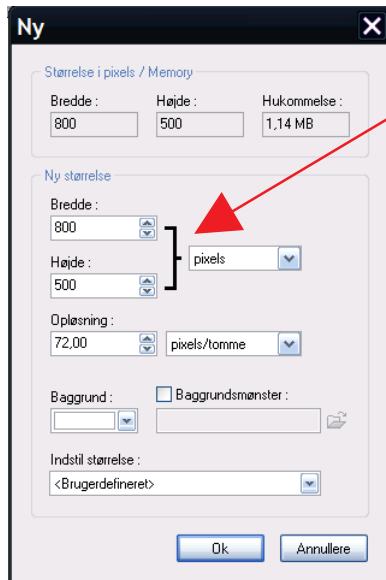 Ny
Størrelse i pixels / Memory
Bredde : Højde : Hukommelse :
800 500 1,14 MB
Ny størrelse
Bredde :
800
pixels
Højde :
500
Opløsning :
72,00 pixels/tomme
Baggrund : Baggrundsmønster :
Indstil størrelse :
<Brugerdefineret>
Ok Annullere